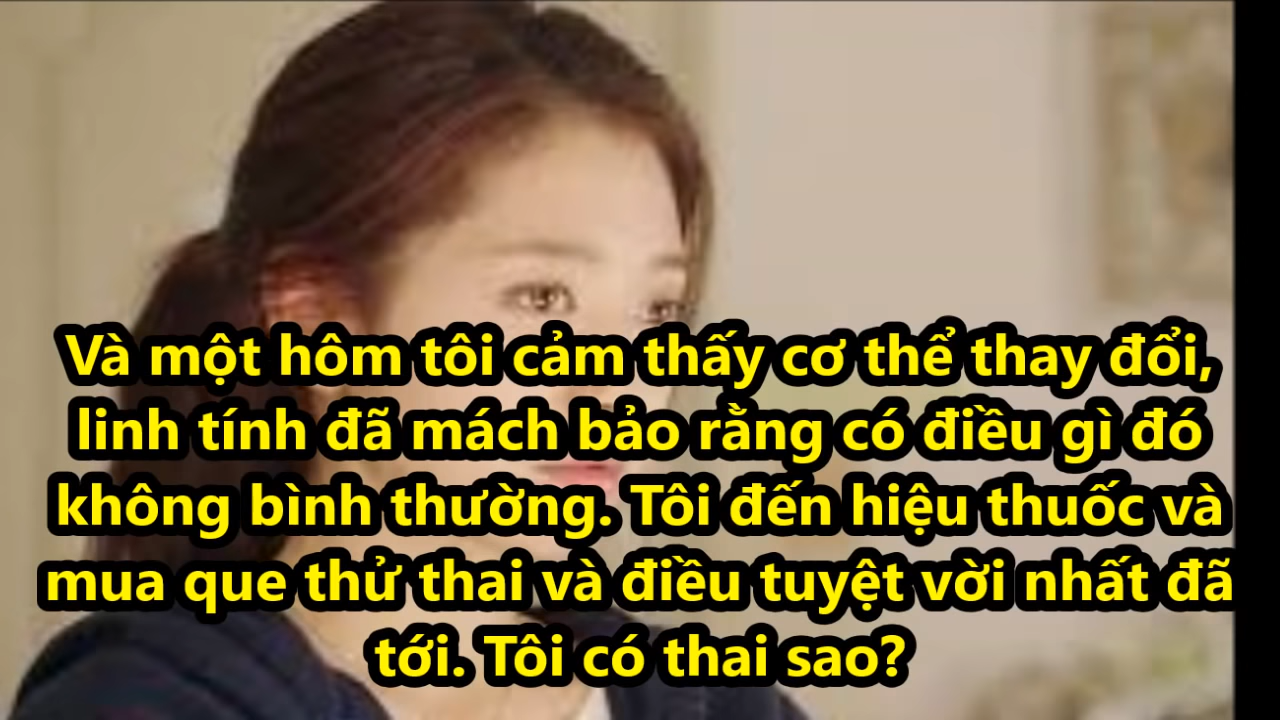 Và một hôm tôi cảm thấy cơ thể thay đổi,
linh tính đã mách bảo rằng có điều gì đó
không bình thường. Tôi đến hiệu thuốc và
mua que thử thai và điều tuyệt vời nhất đã
tới. Tôi có thai sao?